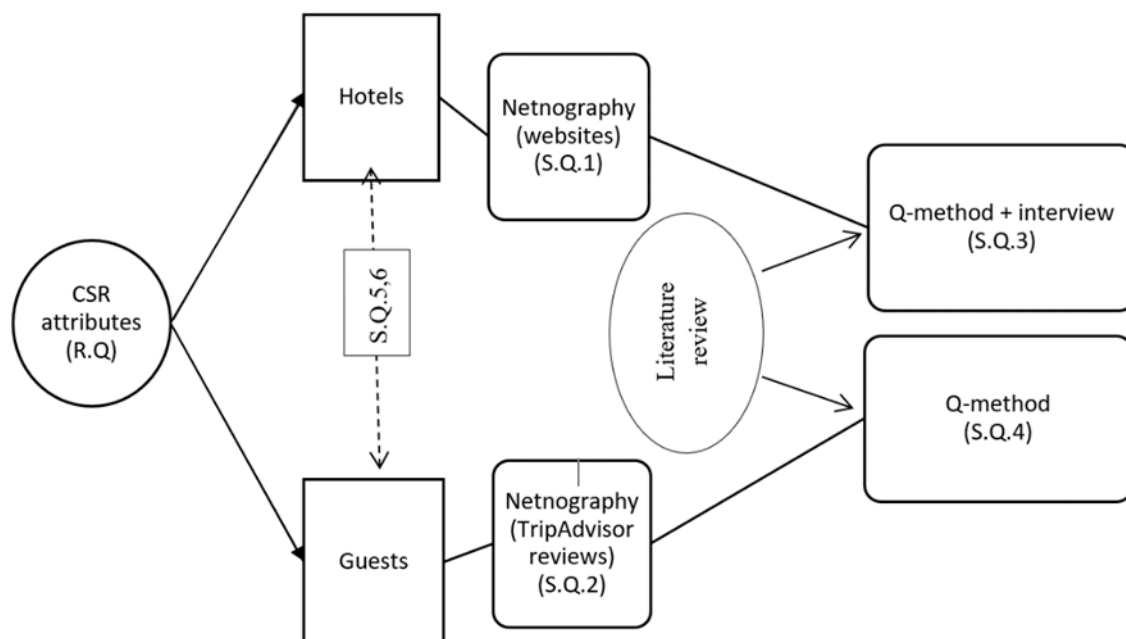 Hotels
Netnography
(websites)
(S.Q.1)
Q-method + interview
(S.Q.3)
CSR
attributes
(R.Q)
S.Q.5,6
Literature
review
Q-method
(S.Q.4)
Guests
Netnography
(TripAdvisor
reviews)
(S.Q.2)